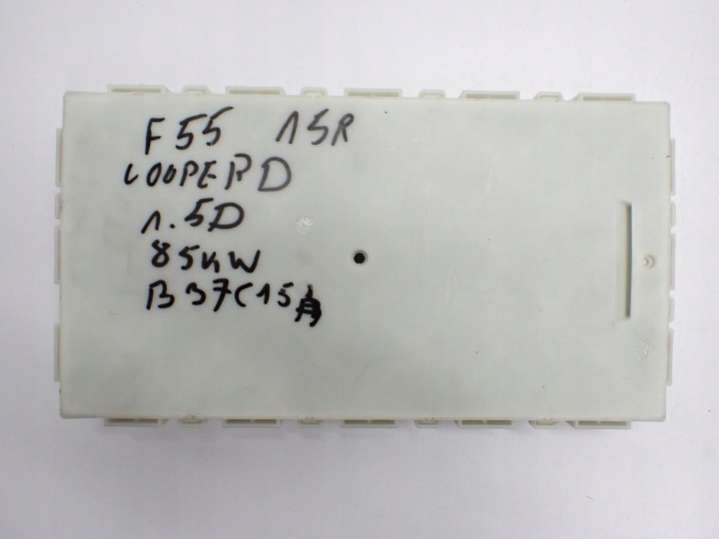 F55 15R
COOPER D
1.5D
85KW
B37C15A